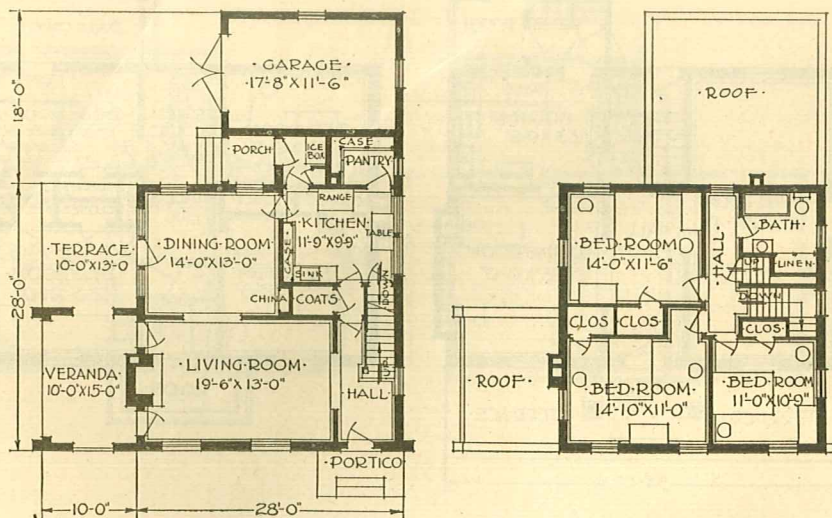 18'-0"
28'-0"
GARAGE
17'-8"X11'-6"
PORCH
ICE
BOX
CASE
PANTRY
RANGE
KITCHEN
11'-9"X9'-9"
TABLE
CASE
SINK
CHINA
COATS
TERRACE
10'-0"X13'-0
DINING-ROOM
14'-0"X13'-0"
VERANDA
10'-0"X15'-0"
LIVING-ROOM
19'-6"X13'-0"
HALL
UP
PORTICO
10'-0"
28'-0"
ROOF
BED-ROOM
14'-0"X11'-6"
HALL
BATH
LINEN
UP
DOWN
CLOS
CLOS
CLOS
ROOF
BED-ROOM
14'-10"X11'-0"
BED-ROOM
11'-0"X10'-9"